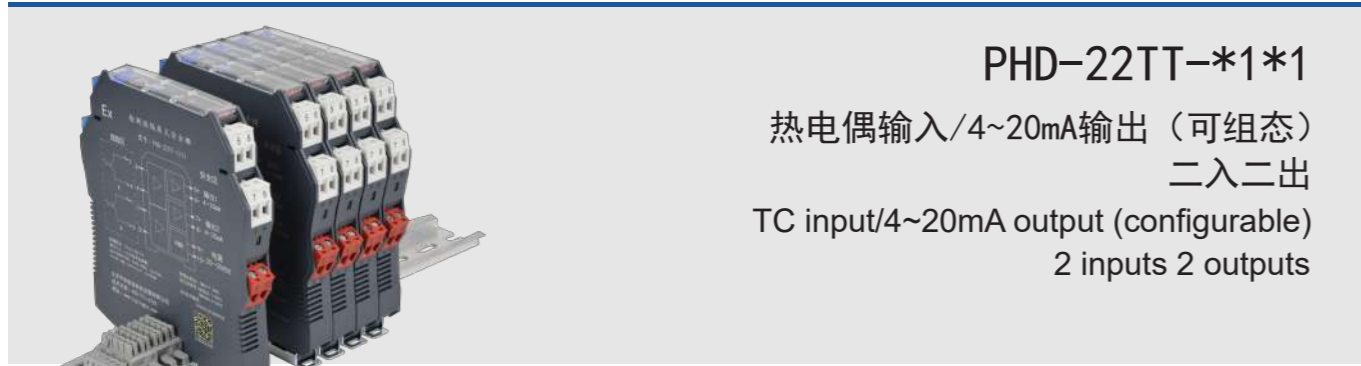 PHD-22TT-*1*1
热电偶输入/4~20mA输出（可组态）
二入二出
TC input/4~20mA output (configurable)
2 inputs 2 outputs
Ex